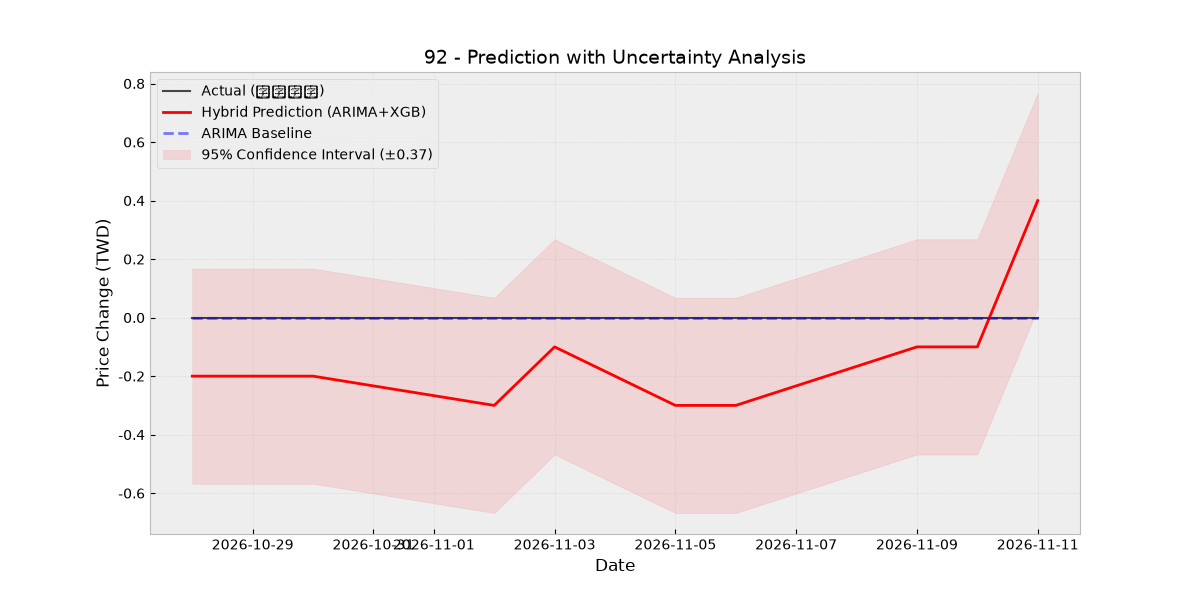 92 - Prediction with Uncertainty Analysis
Actual ()
Hybrid Prediction (ARIMA+XGB)
ARIMA Baseline
95% Confidence Interval (±0.37)
Price Change (TWD)
0.8
0.6
0.4
0.2
0.0
-0.2
-0.4
-0.6
2026-10-29
2026-10-31
2026-11-01
2026-11-03
2026-11-05
2026-11-07
2026-11-09
2026-11-11
Date